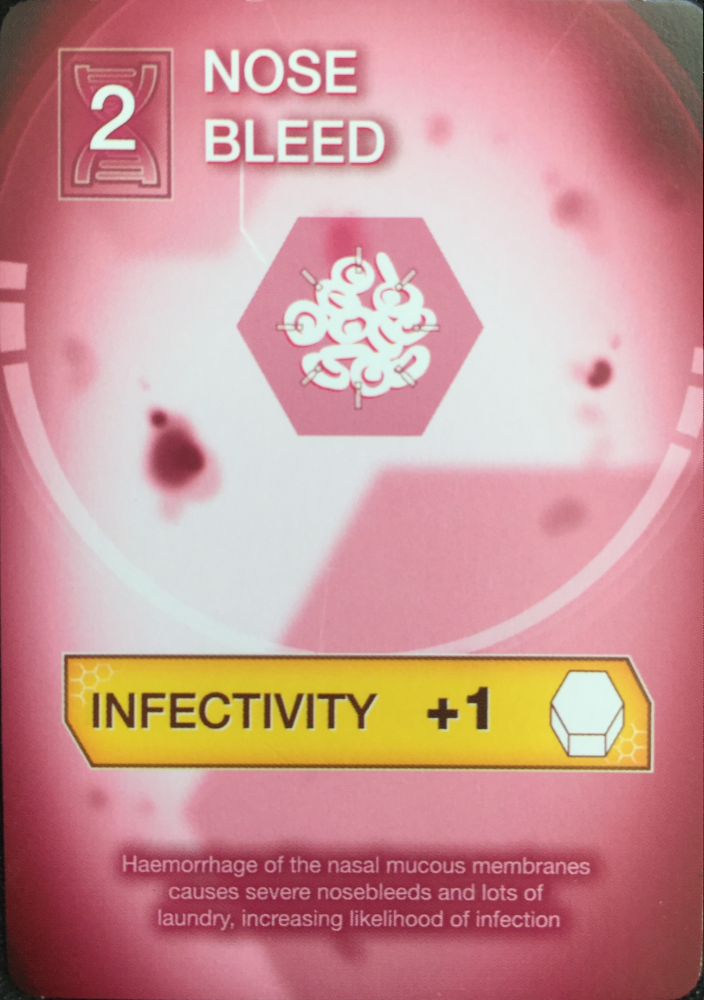 2
NOSE
BLEED
INFECTIVITY +1
Haemorrhage of the nasal mucous membranes
causes severe nosebleeds and lots of
laundry, increasing likelihood of infection